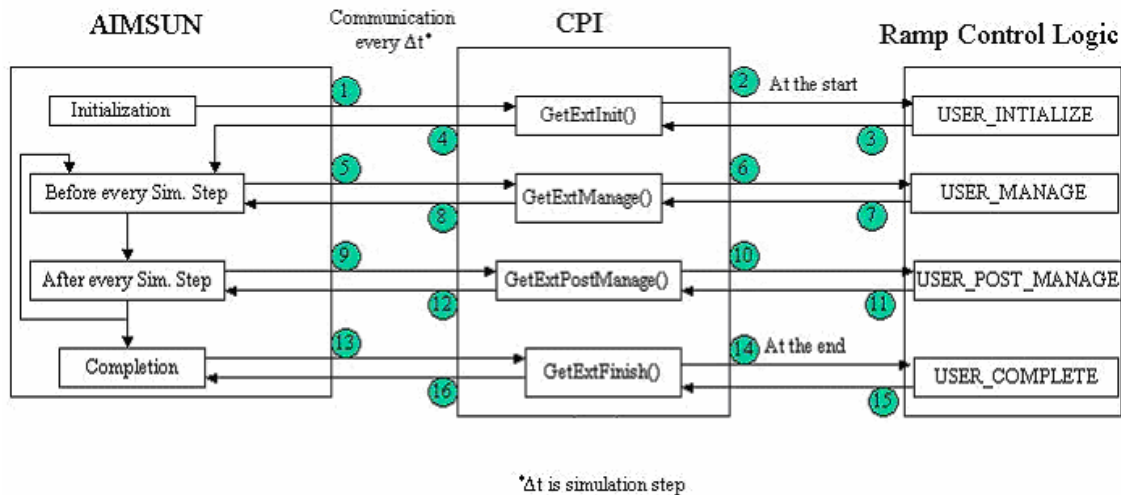 AIMSUN
Communication
every Δt*
CPI
Ramp Control Logic
1
2
At the start
Initialization
GetExtInit()
USER_INTIALIZE
4
3
5
6
Before every Sim. Step
GetExtManage()
USER_MANAGE
8
7
9
10
After every Sim. Step
GetExtPostManage()
USER_POST_MANAGE
12
11
13
14
At the end
Completion
GetExtFinish()
USER_COMPLETE
16
15
*Δt is simulation step